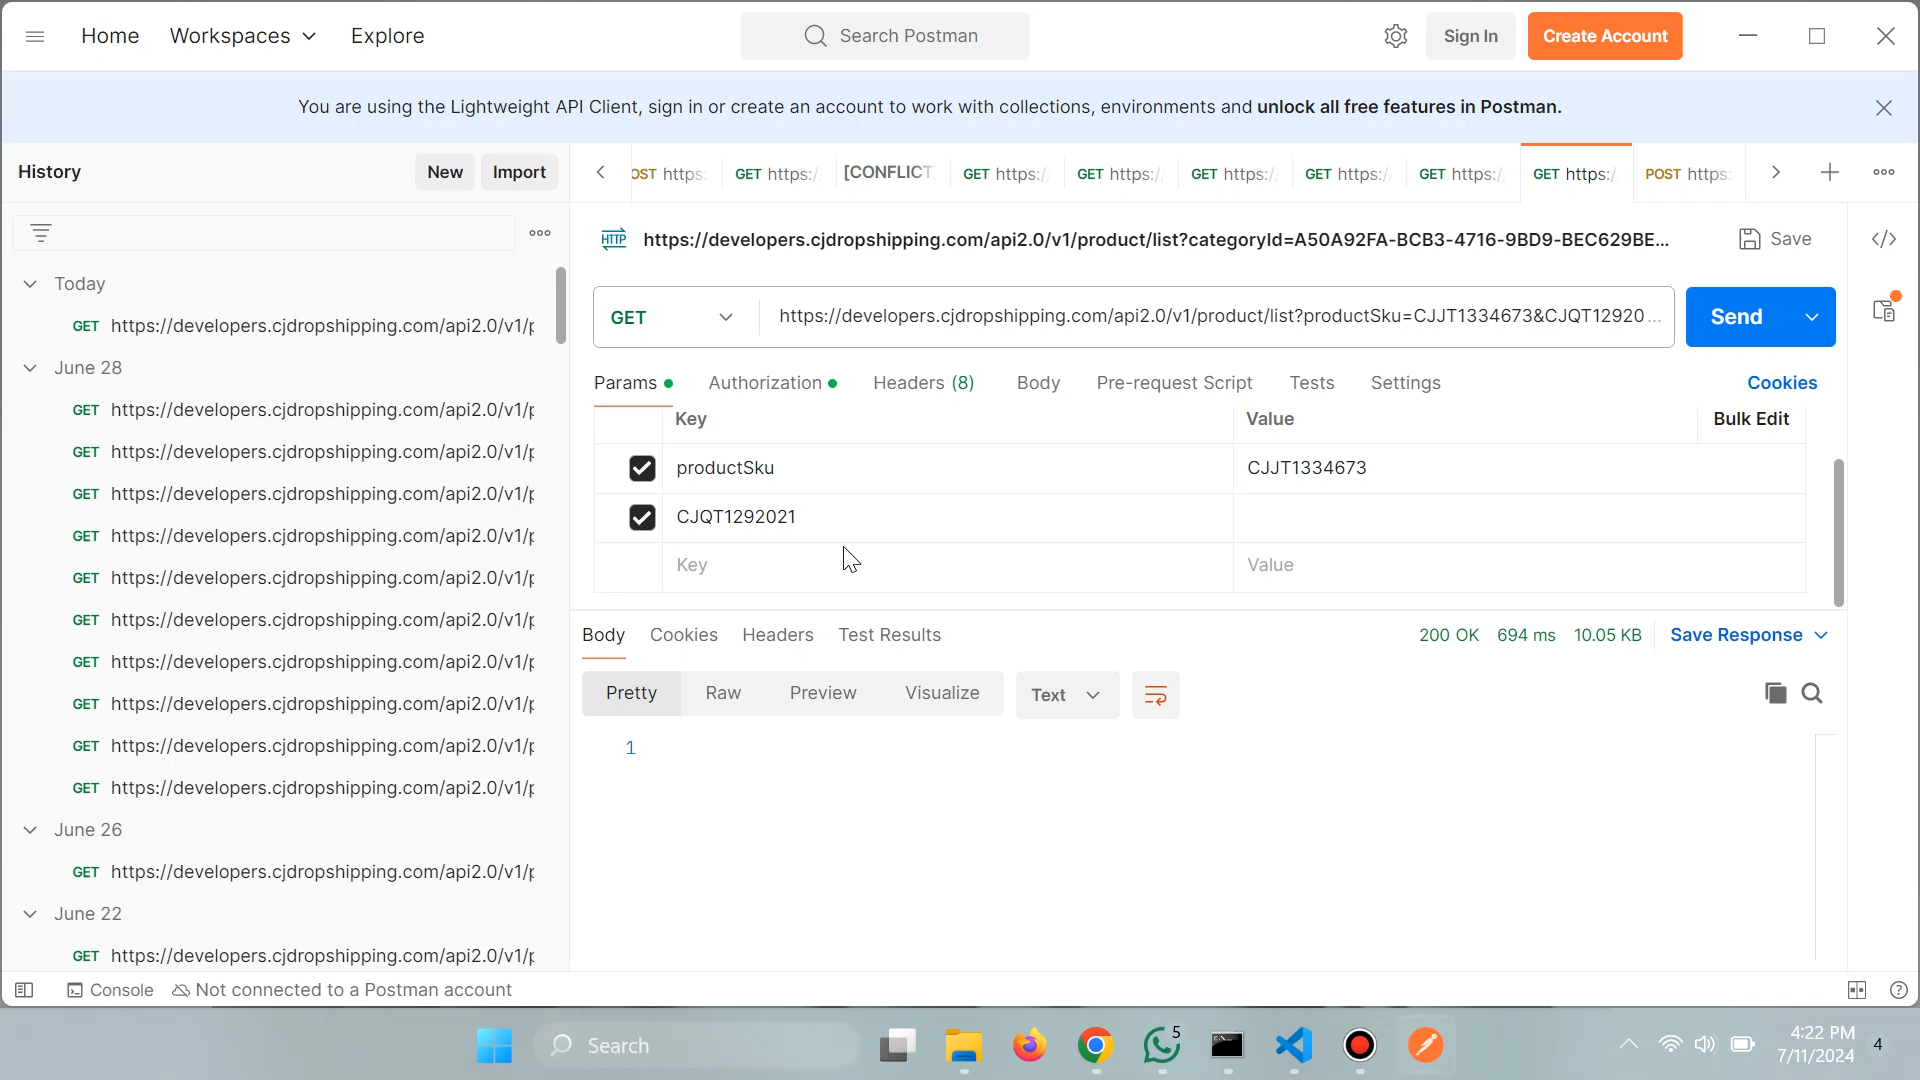 Home Workspaces Explore
Search Postman
Sign In Create Account
You are using the Lightweight API Client, sign in or create an account to work with collections, environments and unlock all free features in Postman.
History New Import
OST https: GET https:/ [CONFLICT GET https:/ GET https:/ GET https:/ GET https:/ GET https:/ GET https:/ POST https:
HTTP https://developers.cjdropshipping.com/api2.0/v1/product/list?categoryId=A50A92FA-BCB3-4716-9BD9-BEC629BE... Save
GET https://developers.cjdropshipping.com/api2.0/v1/product/list?productSku=CJJT1334673&CJQT12920... Send
Params Authorization Headers (8) Body Pre-request Script Tests Settings Cookies
Key Value Bulk Edit
productSku CJJT1334673
CJQT1292021
Key Value
Body Cookies Headers Test Results 200 OK 694 ms 10.05 KB Save Response
Pretty Raw Preview Visualize Text
1
Today
GET https://developers.cjdropshipping.com/api2.0/v1/p
June 28
GET https://developers.cjdropshipping.com/api2.0/v1/p
GET https://developers.cjdropshipping.com/api2.0/v1/p
GET https://developers.cjdropshipping.com/api2.0/v1/p
GET https://developers.cjdropshipping.com/api2.0/v1/p
GET https://developers.cjdropshipping.com/api2.0/v1/p
GET https://developers.cjdropshipping.com/api2.0/v1/p
GET https://developers.cjdropshipping.com/api2.0/v1/p
GET https://developers.cjdropshipping.com/api2.0/v1/p
GET https://developers.cjdropshipping.com/api2.0/v1/p
GET https://developers.cjdropshipping.com/api2.0/v1/p
June 26
GET https://developers.cjdropshipping.com/api2.0/v1/p
June 22
GET https://developers.cjdropshipping.com/api2.0/v1/p
Console Not connected to a Postman account
Search
5
4:22 PM
7/11/2024
4